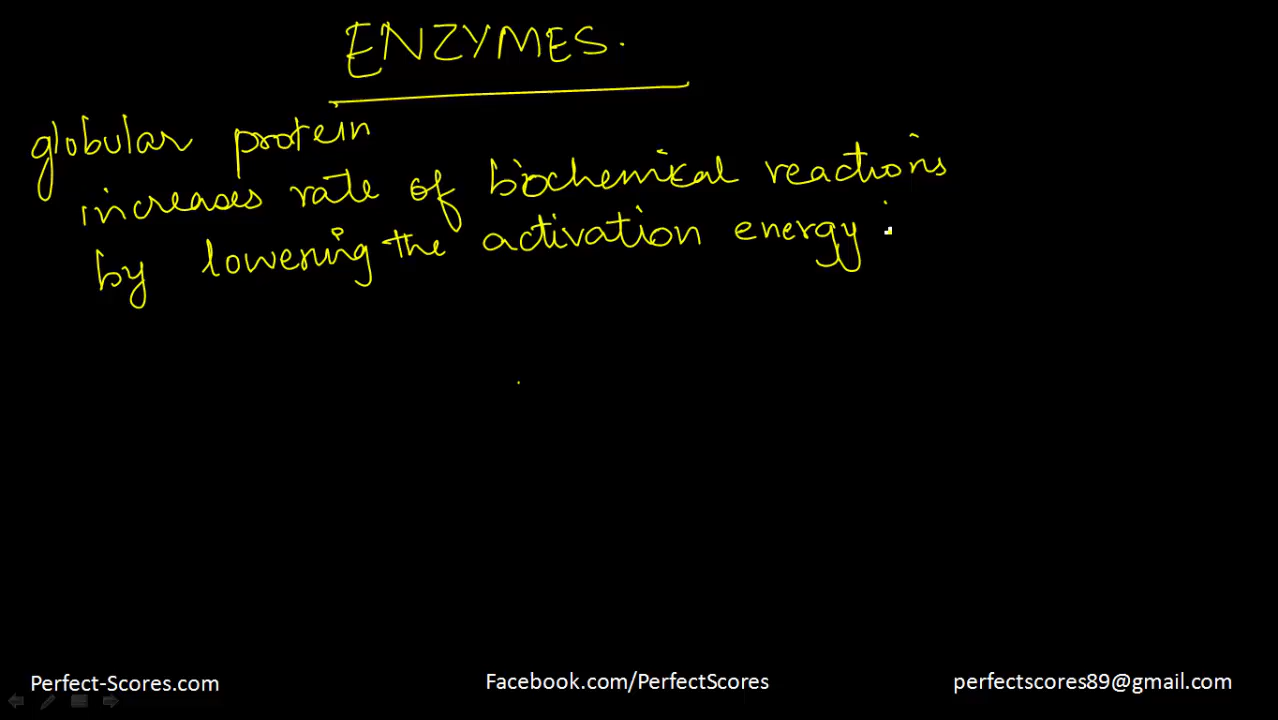 ENZYMES.
globular protein
increases rate of biochemical reactions
by lowering the activation energy.
Perfect-Scores.com
Facebook.com/PerfectScores
perfectscores89@gmail.com